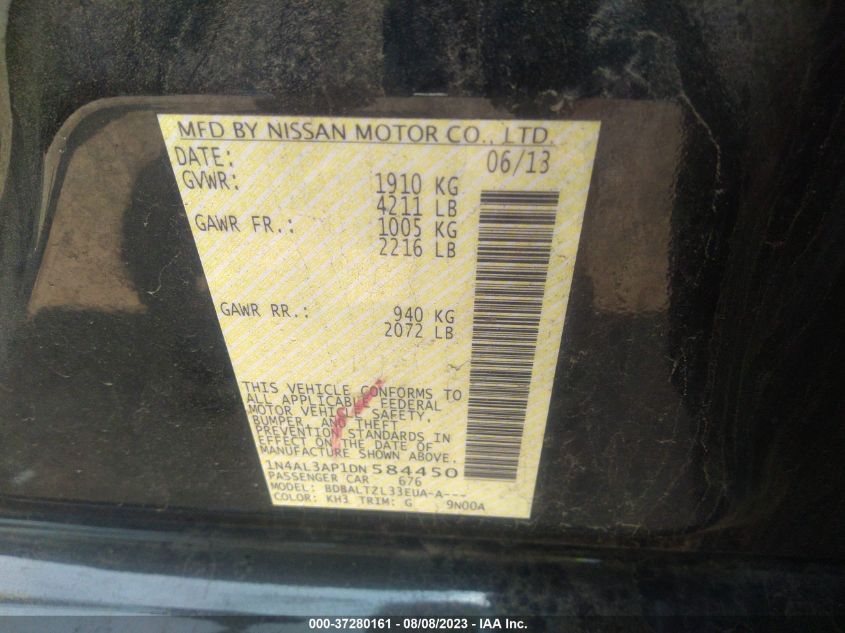 MFD BY NISSAN MOTOR CO., LTD.
DATE: 06/13
GVWR: 1910 KG
4211 LB
GAWR FR.: 1005 KG
2216 LB
GAWR RR.: 940 KG
2072 LB
THIS VEHICLE CONFORMS TO
ALL APPLICABLE FEDERAL
MOTOR VEHICLE SAFETY,
BUMPER, AND THEFT
PREVENTION STANDARDS IN
EFFECT ON THE DATE OF
MANUFACTURE SHOWN ABOVE.
1N4AL3AP1DN584450
PASSENGER CAR 676
MODEL: BDBALTZL33EUA-A---
COLOR: KH3 TRIM: G 9N00A
000-37280161 - 08/08/2023 - IAA Inc.